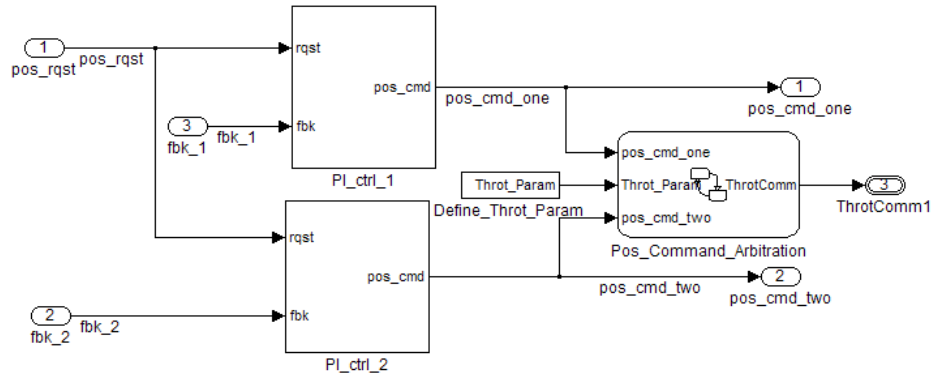 1
pos_rqst
pos_rqst
rqst
pos_cmd
fbk
PI_ctrl_1
3
fbk_1
fbk_1
pos_cmd_one
1
pos_cmd_one
pos_cmd_one
Throt_Param
ThrotComm
pos_cmd_two
Pos_Command_Arbitration
Throt_Param
Define_Throt_Param
3
ThrotComm1
rqst
pos_cmd
fbk
PI_ctrl_2
pos_cmd_two
2
pos_cmd_two
2
fbk_2
fbk_2